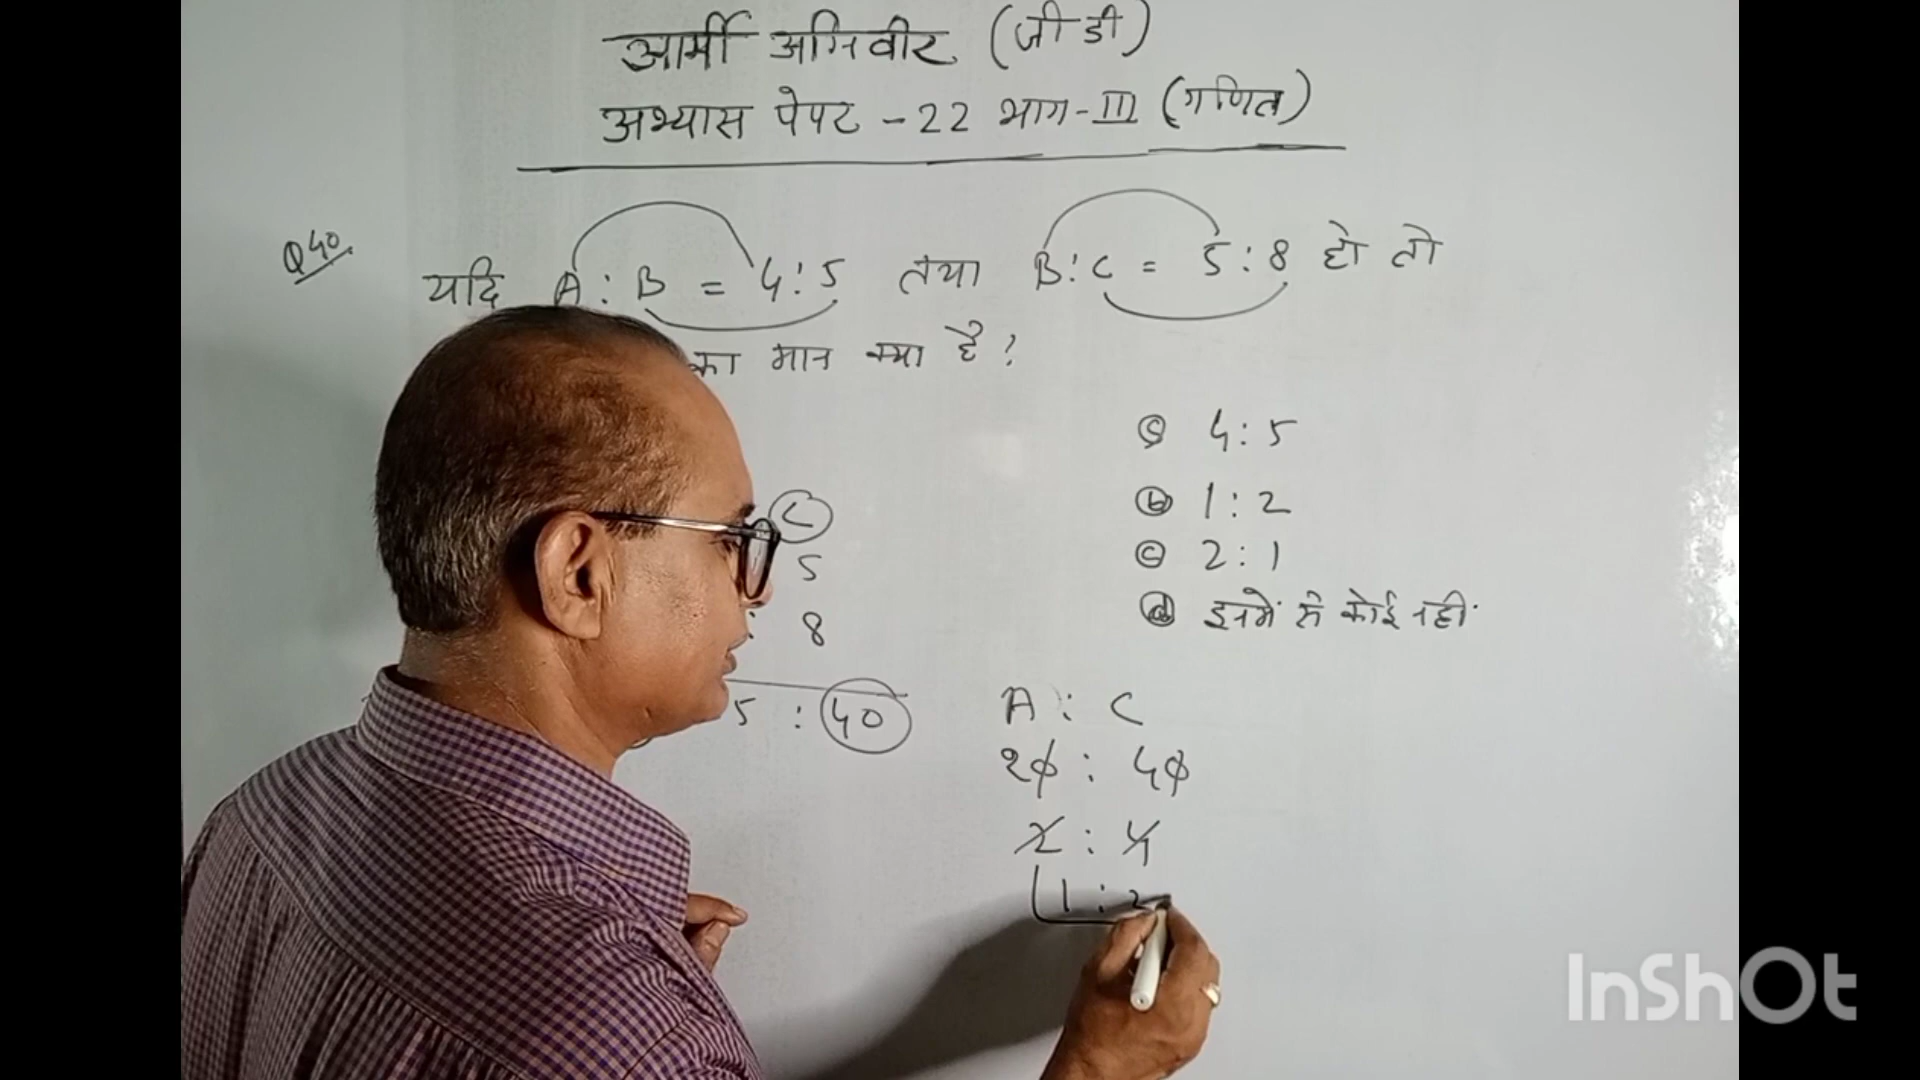 आर्मी अग्निवीर (जी डी)
अभ्यास पेपर - 22 भाग - III (गणित)
Q 40.
यदि A : B = 4 : 5 तथा B : C = 5 : 8 हो तो
का मान क्या है ?
4 : 5
ⓑ 1 : 2
ⓒ 2 : 1
ⓓ इनमें से कोई नहीं.
C
5
: 8
5 : 40
A : C
20 : 40
2 : 4
1 : 2
InShOt